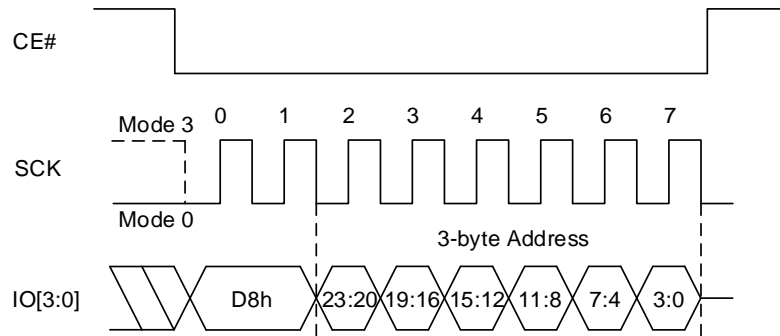 CE#
Mode 3 0 1 2 3 4 5 6 7
SCK
Mode 0
3-byte Address
IO[3:0] D8h 23:20 19:16 15:12 11:8 7:4 3:0